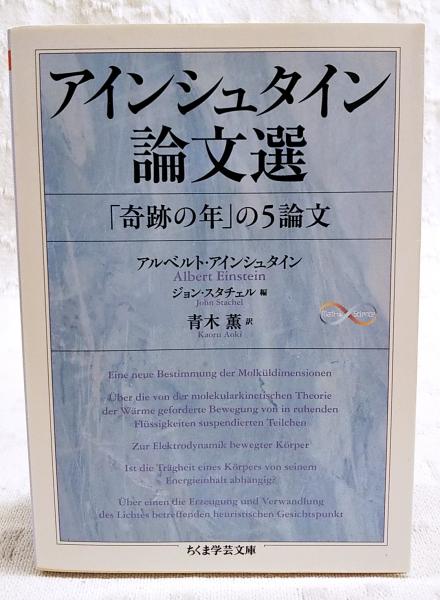 アインシュタイン
論文選
「奇跡の年」の5論文
アルベルト・アインシュタイン
Albert Einstein
ジョン・スタチェル 編
John Stachel
青木 薫 訳
Kaoru Aoki
Math & Science
Eine neue Bestimmung der Molküldimensionen
Über die von der molekularkinetischen Theorie
der Wärme geforderte Bewegung von in ruhenden
Flüssigkeiten suspendierten Teilchen
Zur Elektrodynamik bewegter Körper
Ist die Trägheit eines Körpers von seinem
Energieinhalt abhängig?
Über einen die Erzeugung und Verwandlung
des Lichtes betreffenden heuristischen Gesichtspunkt
ちくま学芸文庫